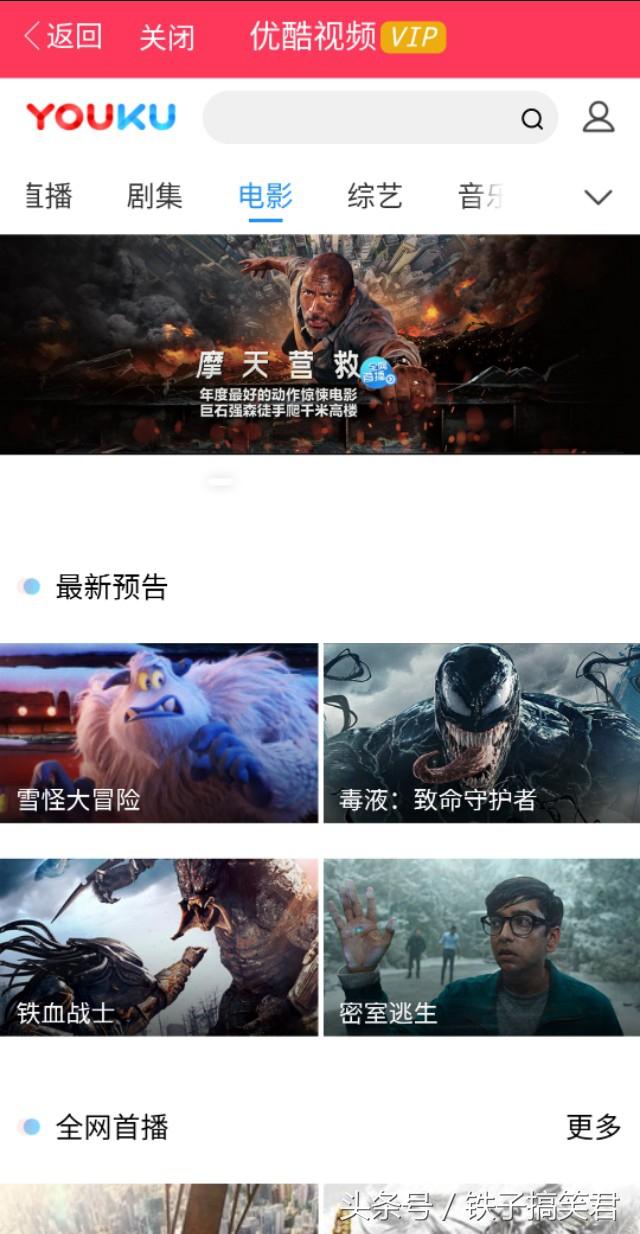 返回 关闭 优酷视频 VIP
YOUKU
直播 剧集 电影 综艺 音乐
摩天营救
全网首播
年度最好的动作惊悚电影
巨石强森徒手爬千米高楼
最新预告
雪怪大冒险 毒液：致命守护者
铁血战士 密室逃生
全网首播 更多
头条号 / 铁子搞笑君